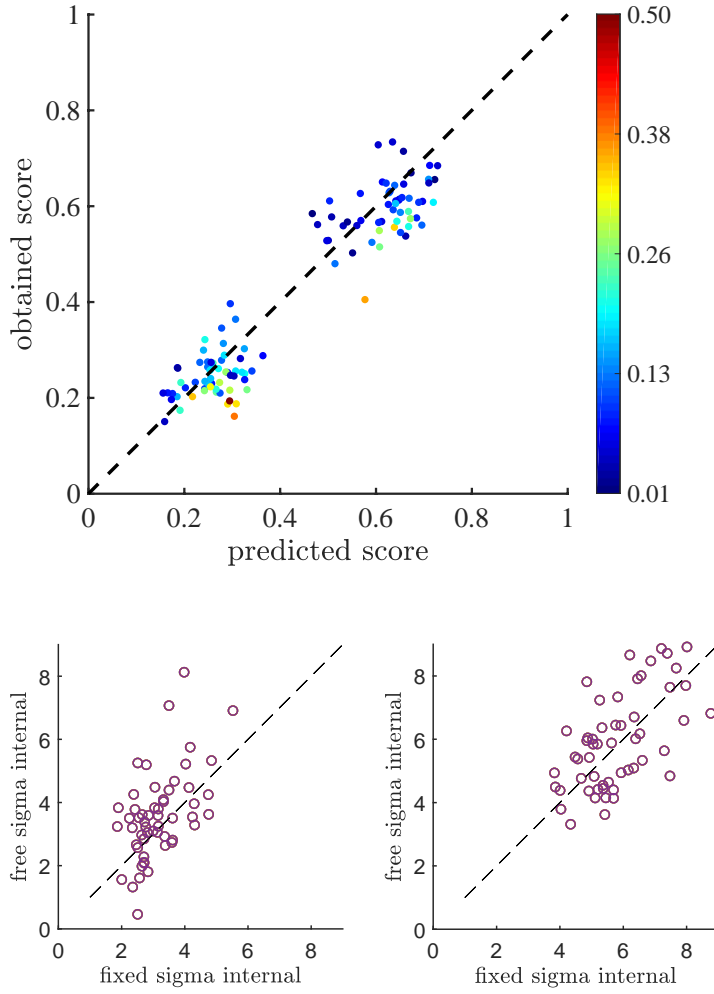 1
0.8
0.6
0.4
0.2
0
0 0.2 0.4 0.6 0.8 1
obtained score
predicted score
0.50
0.38
0.26
0.13
0.01
8
6
4
2
0
0 2 4 6 8
free sigma internal
fixed sigma internal
8
6
4
2
0
0 2 4 6 8
free sigma internal
fixed sigma internal